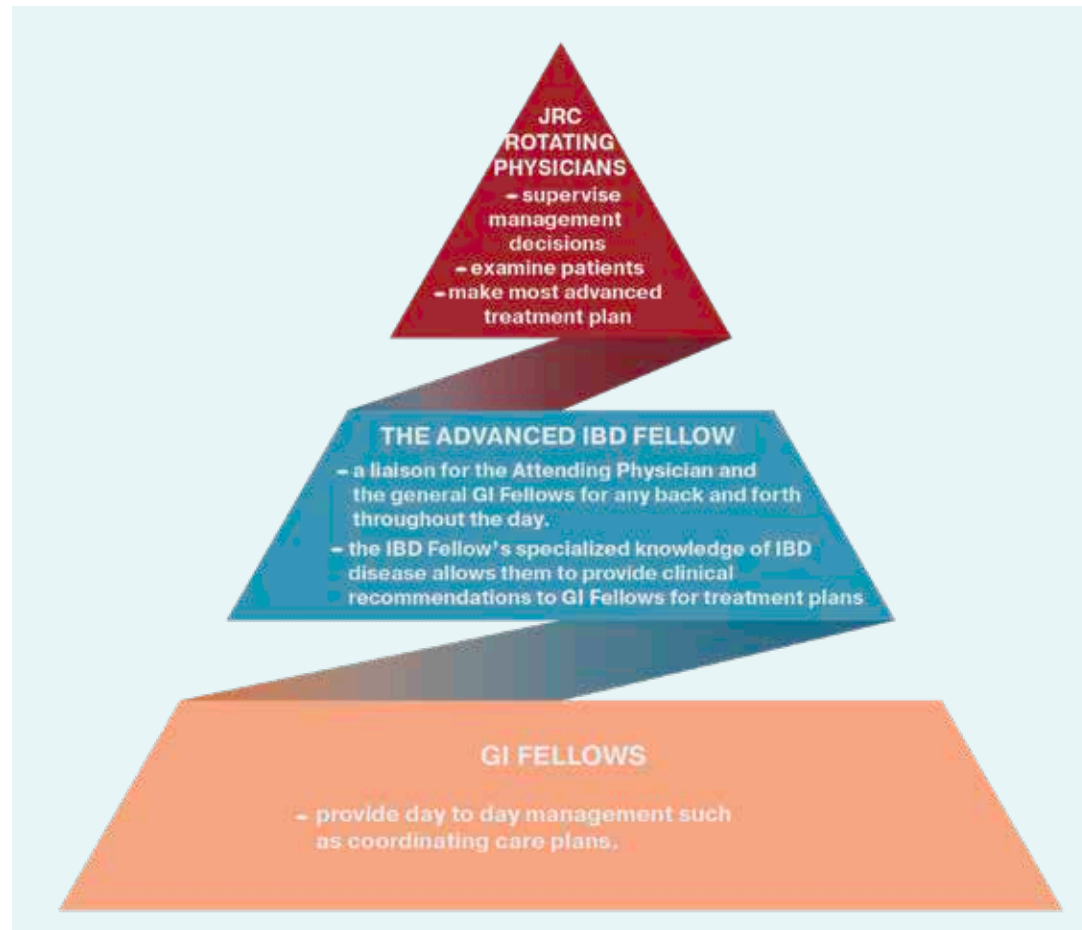 JRC
ROTATING
PHYSICIANS
- supervise
management
decisions
- examine patients
- make most advanced
treatment plan
THE ADVANCED IBD FELLOW
- a liaison for the Attending Physician and
the general GI Fellows for any back and forth
throughout the day.
- the IBD Fellow's specialized knowledge of IBD
disease allows them to provide clinical
recommendations to GI Fellows for treatment plans
GI FELLOWS
- provide day to day management such
as coordinating care plans.